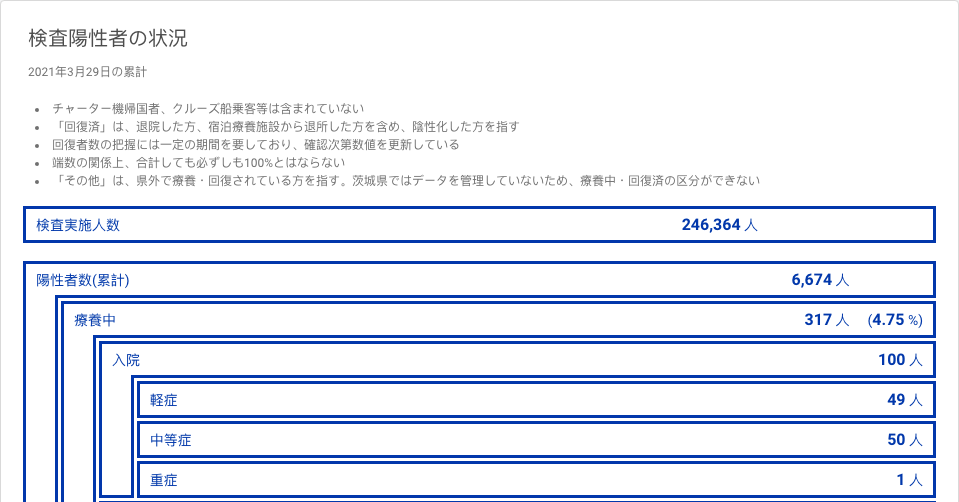 検査陽性者の状況
2021年3月29日の累計
• チャーター機帰国者、クルーズ船乗客等は含まれていない
• 「回復済」は、退院した方、宿泊療養施設から退所した方を含め、陰性化した方を指す
• 回復者数の把握には一定の期間を要しており、確認次第数値を更新している
• 端数の関係上、合計しても必ずしも100%とはならない
• 「その他」は、県外で療養・回復されている方を指す。茨城県ではデータを管理していないため、療養中・回復済の区分ができない
検査実施人数 246,364 人
陽性者数(累計) 6,674 人
療養中 317 人 (4.75 %)
入院 100 人
軽症 49 人
中等症 50 人
重症 1 人